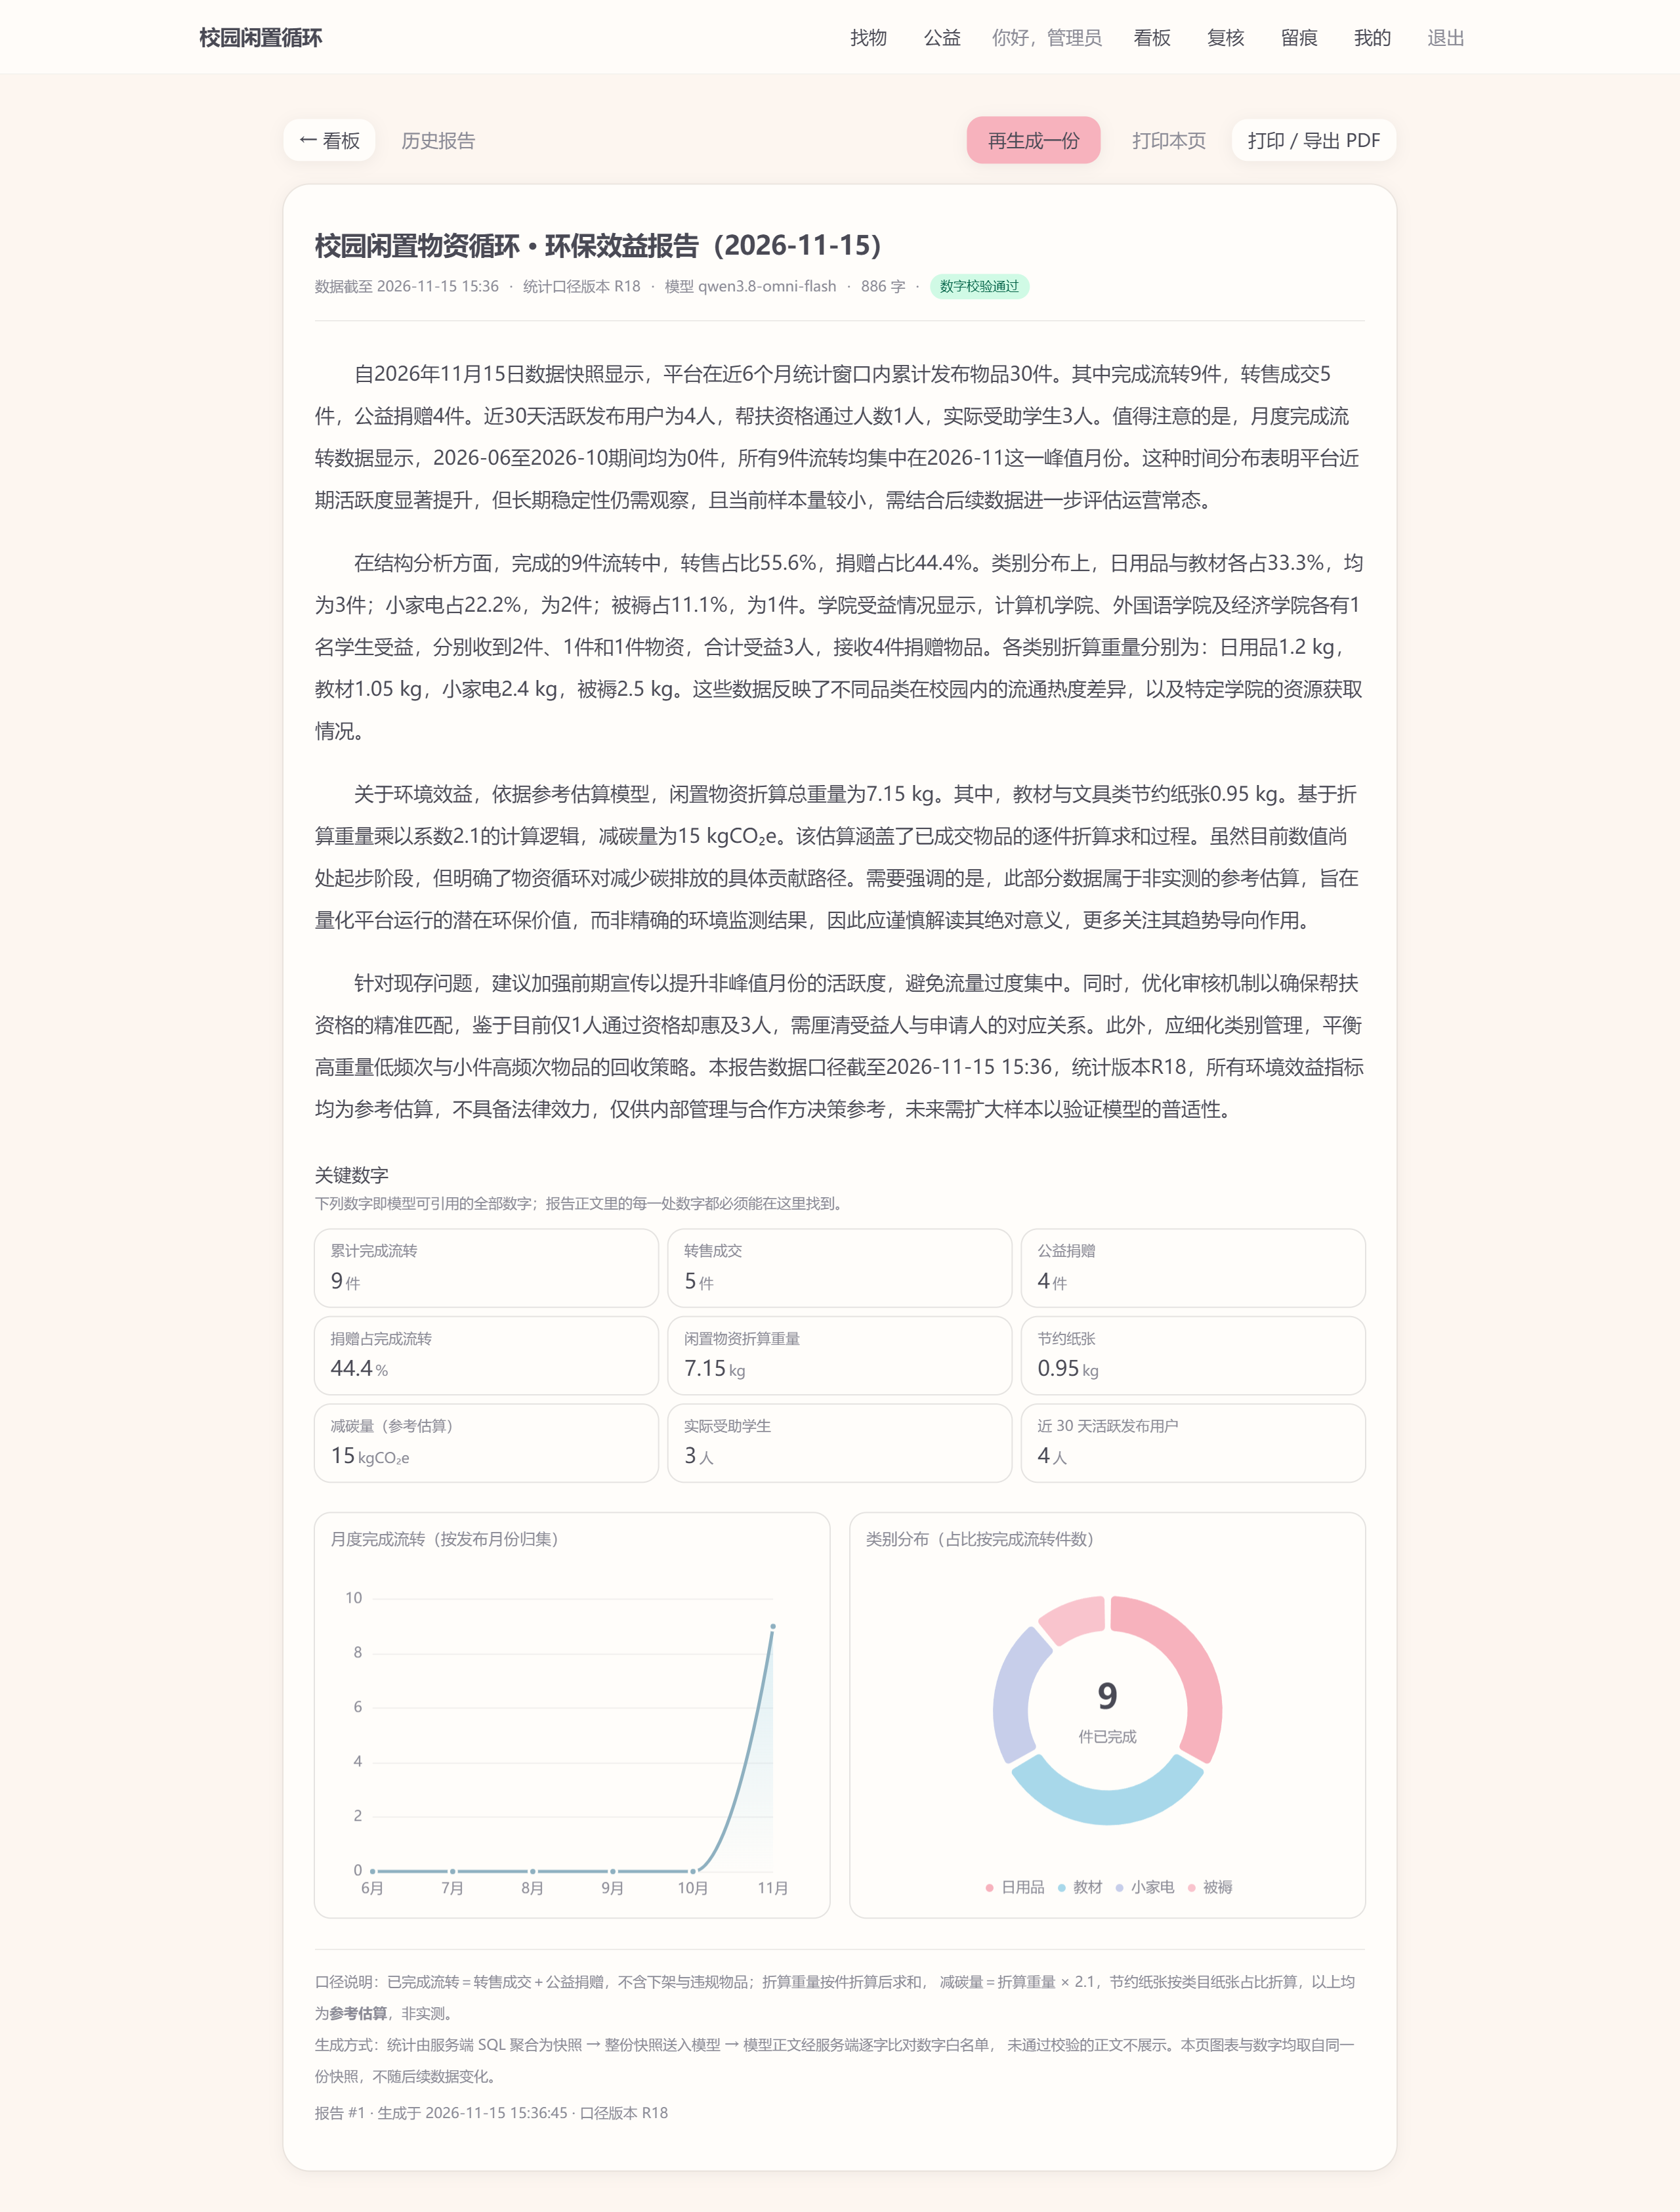 校园闲置循环
找物 公益 你好，管理员 看板 复核 留痕 我的 退出
← 看板 历史报告 再生成一份 打印本页 打印 / 导出 PDF
校园闲置物资循环 · 环保效益报告（2026-11-15）
数据截至 2026-11-15 15:36 · 统计口径版本 R18 · 模型 qwen3.8-omni-flash · 886 字 · 数字校验通过
自2026年11月15日数据快照显示，平台在近6个月统计窗口内累计发布物品30件。其中完成流转9件，转售成交5
件，公益捐赠4件。近30天活跃发布用户为4人，帮扶资格通过人数1人，实际受助学生3人。值得注意的是，月度完成流
转数据显示，2026-06至2026-10期间均为0件，所有9件流转均集中在2026-11这一峰值月份。这种时间分布表明平台近
期活跃度显著提升，但长期稳定性仍需观察，且当前样本量较小，需结合后续数据进一步评估运营常态。
在结构分析方面，完成的9件流转中，转售占比55.6%，捐赠占比44.4%。类别分布上，日用品与教材各占33.3%，均
为3件；小家电占22.2%，为2件；被褥占11.1%，为1件。学院受益情况显示，计算机学院、外国语学院及经济学院各有1
名学生受益，分别收到2件、1件和1件物资，合计受益3人，接收4件捐赠物品。各类别折算重量分别为：日用品1.2 kg，
教材1.05 kg，小家电2.4 kg，被褥2.5 kg。这些数据反映了不同品类在校园内的流通热度差异，以及特定学院的资源获取
情况。
关于环境效益，依据参考估算模型，闲置物资折算总重量为7.15 kg。其中，教材与文具类节约纸张0.95 kg。基于折
算重量乘以系数2.1的计算逻辑，减碳量为15 kgCO₂e。该估算涵盖了已成交物品的逐件折算求和过程。虽然目前数值尚
处起步阶段，但明确了物资循环对减少碳排放的具体贡献路径。需要强调的是，此部分数据属于非实测的参考估算，旨在
量化平台运行的潜在环保价值，而非精确的环境监测结果，因此应谨慎解读其绝对意义，更多关注其趋势导向作用。
针对现存问题，建议加强前期宣传以提升非峰值月份的活跃度，避免流量过度集中。同时，优化审核机制以确保帮扶
资格的精准匹配，鉴于目前仅1人通过资格却惠及3人，需厘清受益人与申请人的对应关系。此外，应细化类别管理，平衡
高重量低频次与小件高频次物品的回收策略。本报告数据口径截至2026-11-15 15:36，统计版本R18，所有环境效益指标
均为参考估算，不具备法律效力，仅供内部管理与合作方决策参考，未来需扩大样本以验证模型的普适性。
关键数字
下列数字即模型可引用的全部数字；报告正文里的每一处数字都必须能在这里找到。
累计完成流转 转售成交 公益捐赠
9 件 5 件 4 件
捐赠占完成流转 闲置物资折算重量 节约纸张
44.4 % 7.15 kg 0.95 kg
减碳量（参考估算） 实际受助学生 近 30 天活跃发布用户
15 kgCO₂e 3 人 4 人
月度完成流转（按发布月份归集）
10
8
6
4
2
0
6月 7月 8月 9月 10月 11月
类别分布（占比按完成流转件数）
9
件已完成
日用品 教材 小家电 被褥
口径说明：已完成流转＝转售成交＋公益捐赠，不含下架与违规物品；折算重量按件折算后求和， 减碳量＝折算重量 × 2.1，节约纸张按类目纸张占比折算，以上均
为参考估算，非实测。
生成方式：统计由服务端 SQL 聚合为快照 → 整份快照送入模型 → 模型正文经服务端逐字比对数字白名单， 未通过校验的正文不展示。本页图表与数字均取自同一
份快照，不随后续数据变化。
报告 #1 · 生成于 2026-11-15 15:36:45 · 口径版本 R18